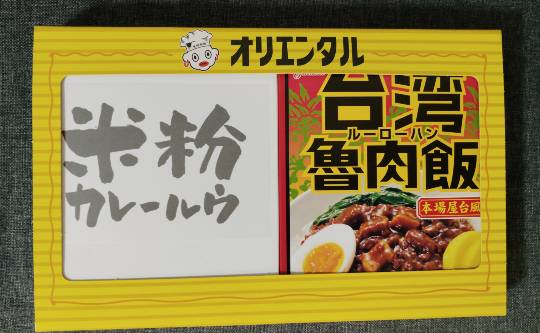 オリエンタル
米粉
カレールウ
台湾
ルーローハン
魯肉飯
本場屋台風